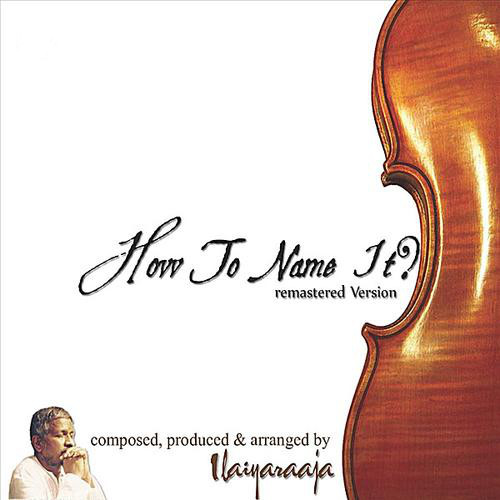 How To Name It?
remastered Version
composed, produced & arranged by
Ilaiyaraaja